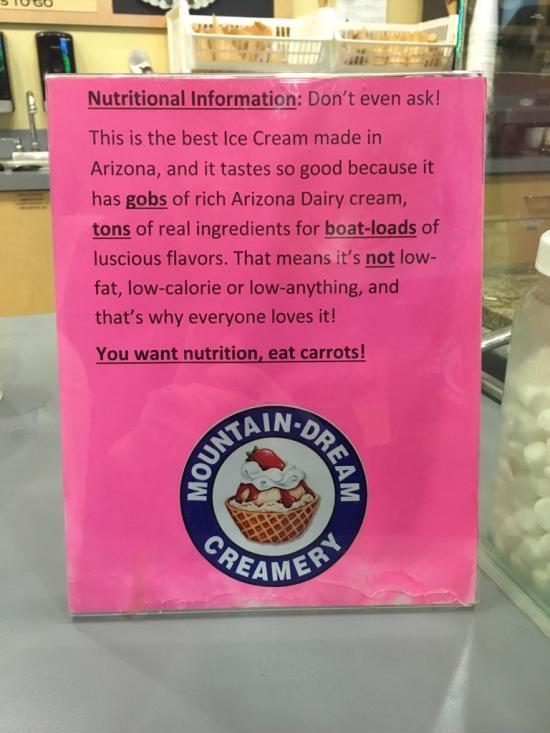 S TO GO
Nutritional Information: Don't even ask!
This is the best Ice Cream made in
Arizona, and it tastes so good because it
has gobs of rich Arizona Dairy cream,
tons of real ingredients for boat-loads of
luscious flavors. That means it's not low-
fat, low-calorie or low-anything, and
that's why everyone loves it!
You want nutrition, eat carrots!
MOUNTAIN-DREAM
CREAMERY